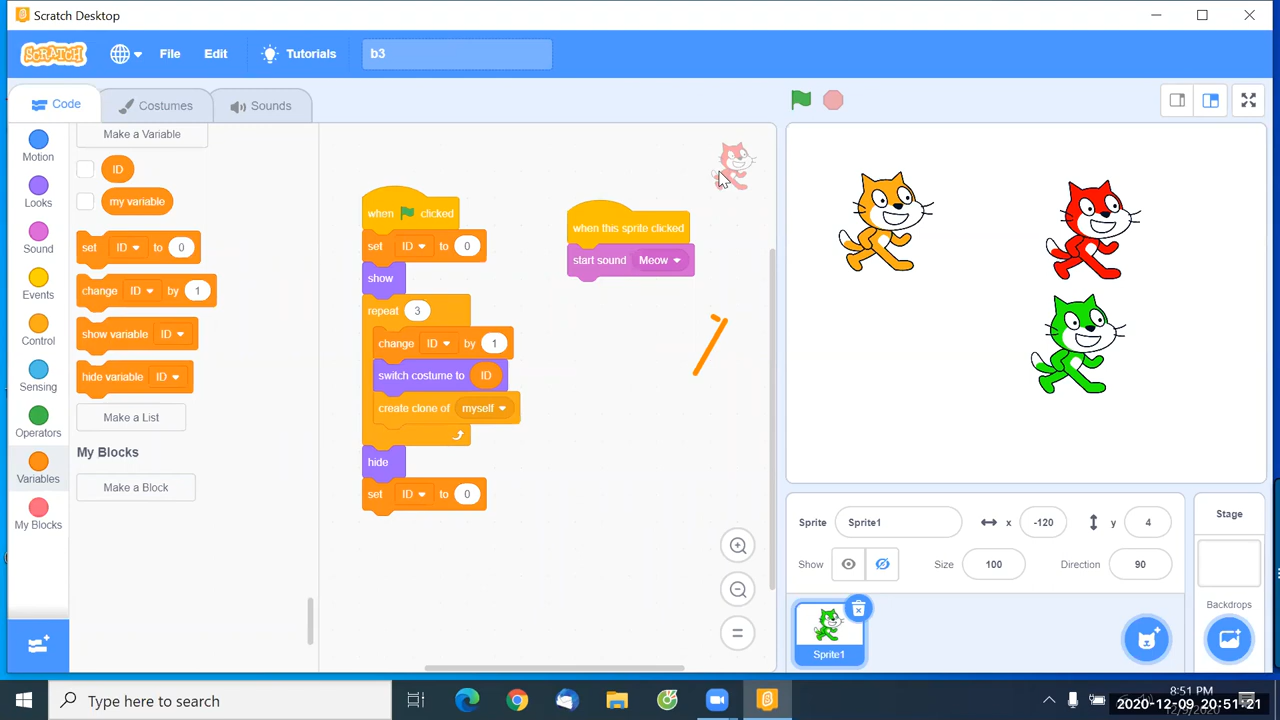 Scratch Desktop
SCRATCH
File
Edit
Tutorials
b3
Code
Costumes
Sounds
Motion
Looks
Sound
Events
Control
Sensing
Operators
Variables
My Blocks
Make a Variable
ID
my variable
set ID to 0
change ID by 1
show variable ID
hide variable ID
Make a List
My Blocks
Make a Block
when clicked
set ID to 0
show
repeat 3
change ID by 1
switch costume to ID
create clone of myself
hide
set ID to 0
when this sprite clicked
start sound Meow
Sprite
Sprite1
x
-120
y
4
Show
Size
100
Direction
90
Sprite1
Stage
Backdrops
Type here to search
8:51 PM
2020-12-09 20:51:21